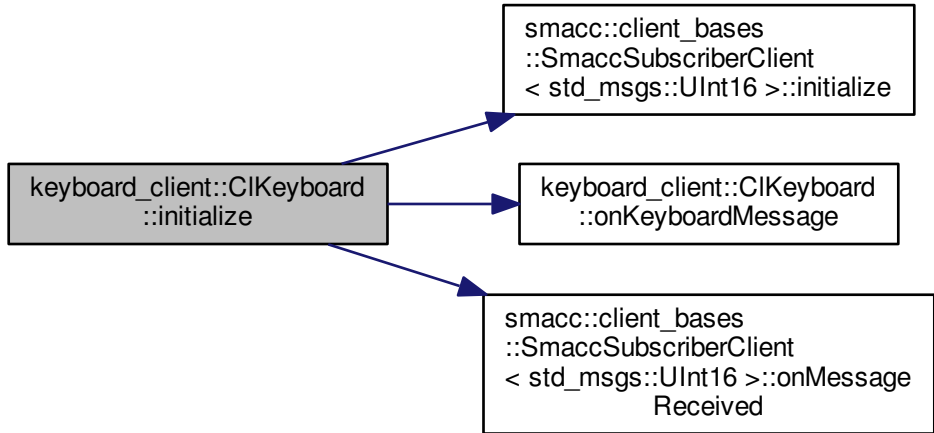 smacc::client_bases
::SmaccSubscriberClient
< std_msgs::UInt16 >::initialize
keyboard_client::ClKeyboard
::initialize
keyboard_client::ClKeyboard
::onKeyboardMessage
smacc::client_bases
::SmaccSubscriberClient
< std_msgs::UInt16 >::onMessage
Received